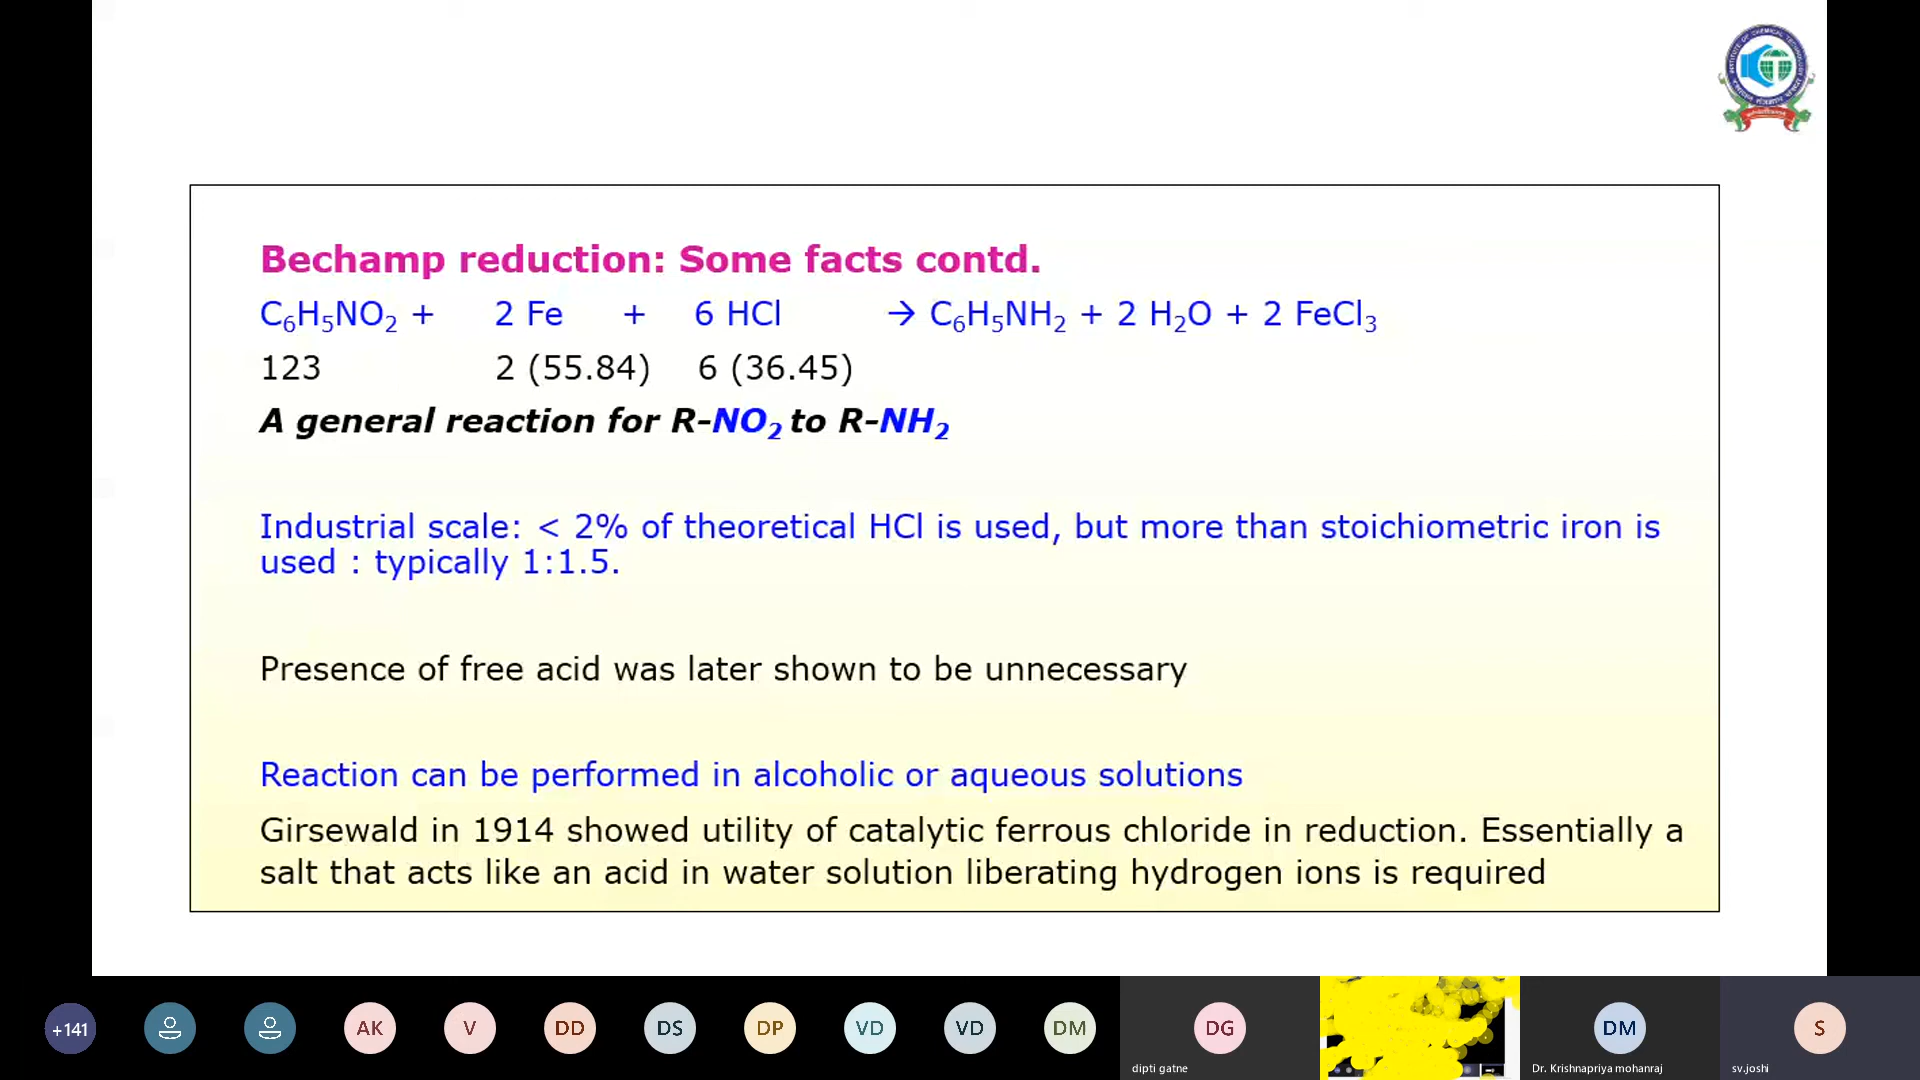 Bechamp reduction: Some facts contd.
C₆H₅NO₂ + 2 Fe + 6 HCl → C₆H₅NH₂ + 2 H₂O + 2 FeCl₃
123 2 (55.84) 6 (36.45)
A general reaction for R-NO₂ to R-NH₂
Industrial scale: < 2% of theoretical HCl is used, but more than stoichiometric iron is
used : typically 1:1.5.
Presence of free acid was later shown to be unnecessary
Reaction can be performed in alcoholic or aqueous solutions
Girsewald in 1914 showed utility of catalytic ferrous chloride in reduction. Essentially a
salt that acts like an acid in water solution liberating hydrogen ions is required
+141 AK V DD DS DP VD VD DM DG DM S
dipti gatne Dr. Krishnapriya mohanraj sv.joshi